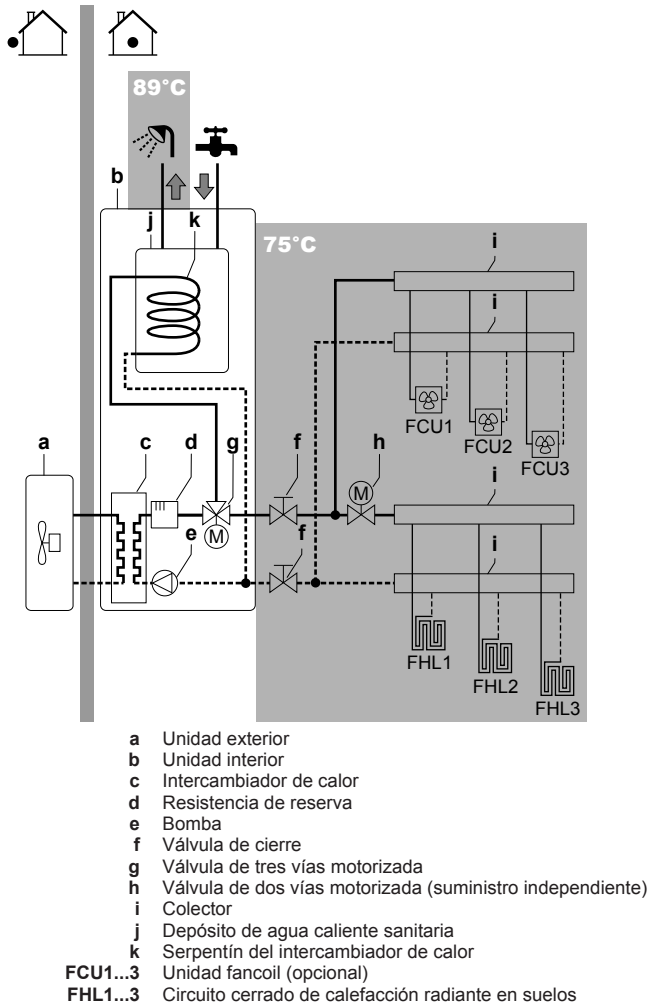 89°C
b
j k
75°C
i
i
FCU1
FCU2
FCU3
a c d g f h
i
M
M
e
f
i
FHL1
FHL2
FHL3
a Unidad exterior
b Unidad interior
c Intercambiador de calor
d Resistencia de reserva
e Bomba
f Válvula de cierre
g Válvula de tres vías motorizada
h Válvula de dos vías motorizada (suministro independiente)
i Colector
j Depósito de agua caliente sanitaria
k Serpentín del intercambiador de calor
FCU1...3 Unidad fancoil (opcional)
FHL1...3 Circuito cerrado de calefacción radiante en suelos